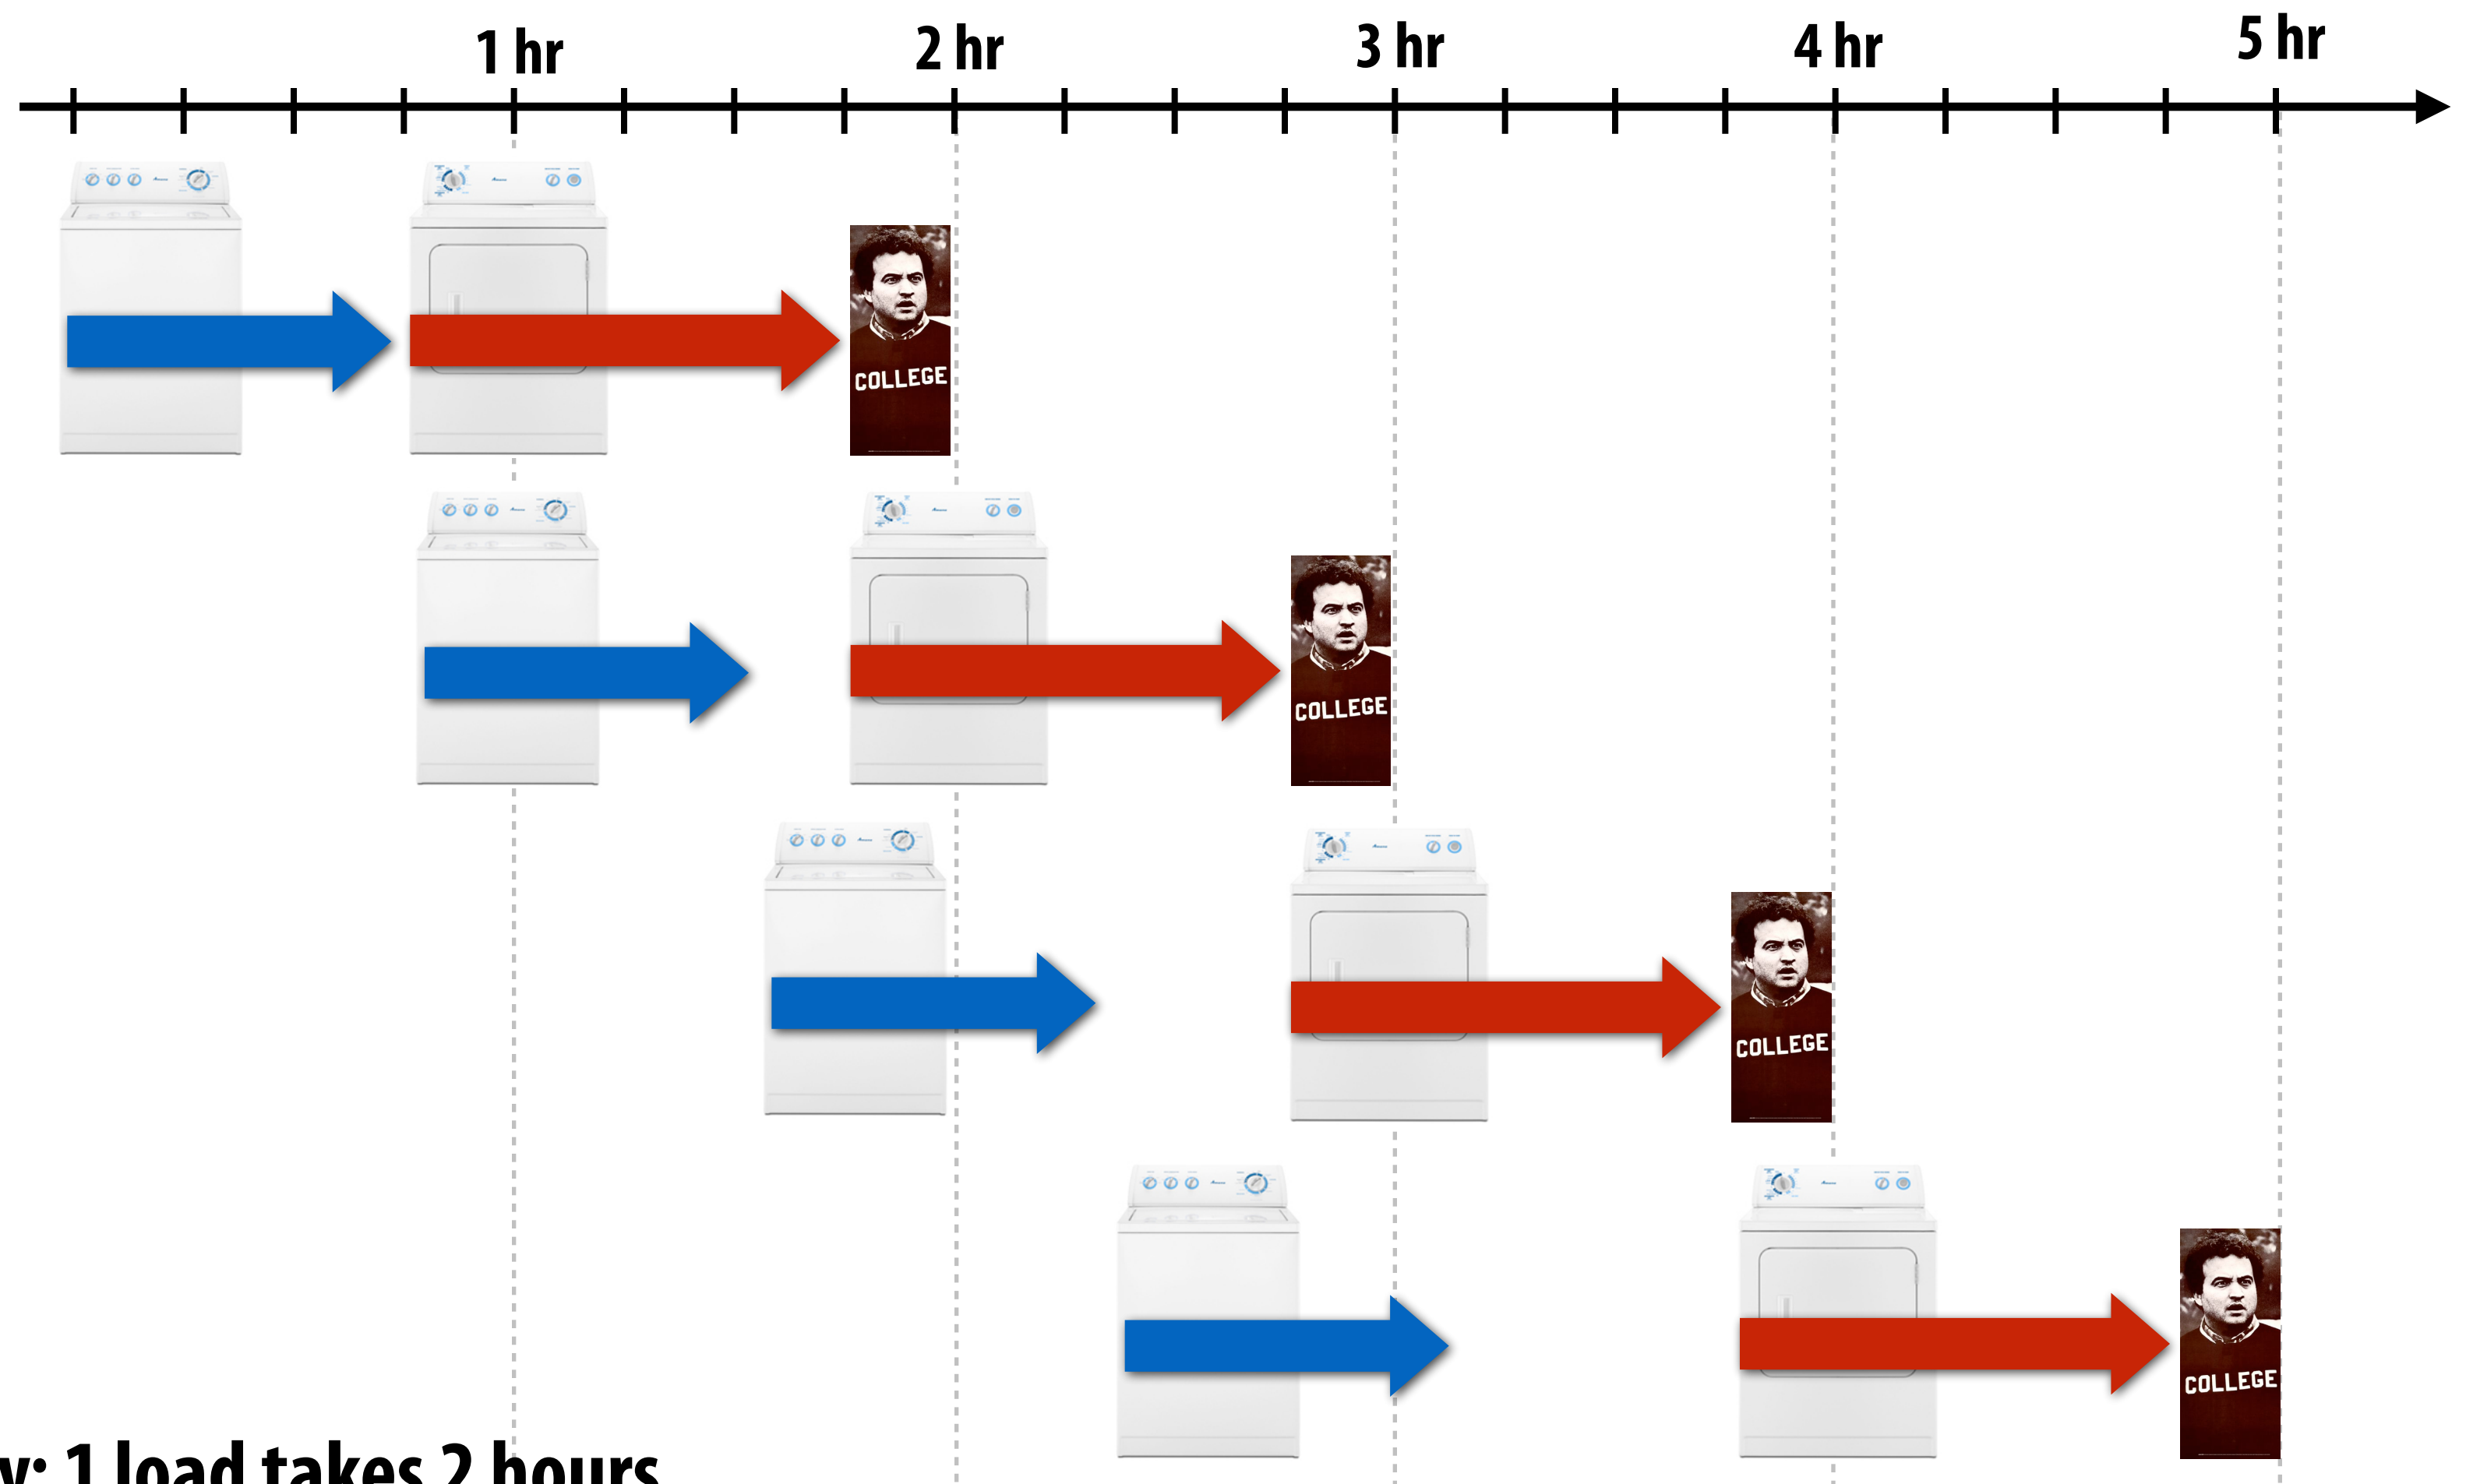 1 hr
2 hr
3 hr
4 hr
5 hr
COLLEGE
COLLEGE
COLLEGE
COLLEGE
1 load takes 2 hours